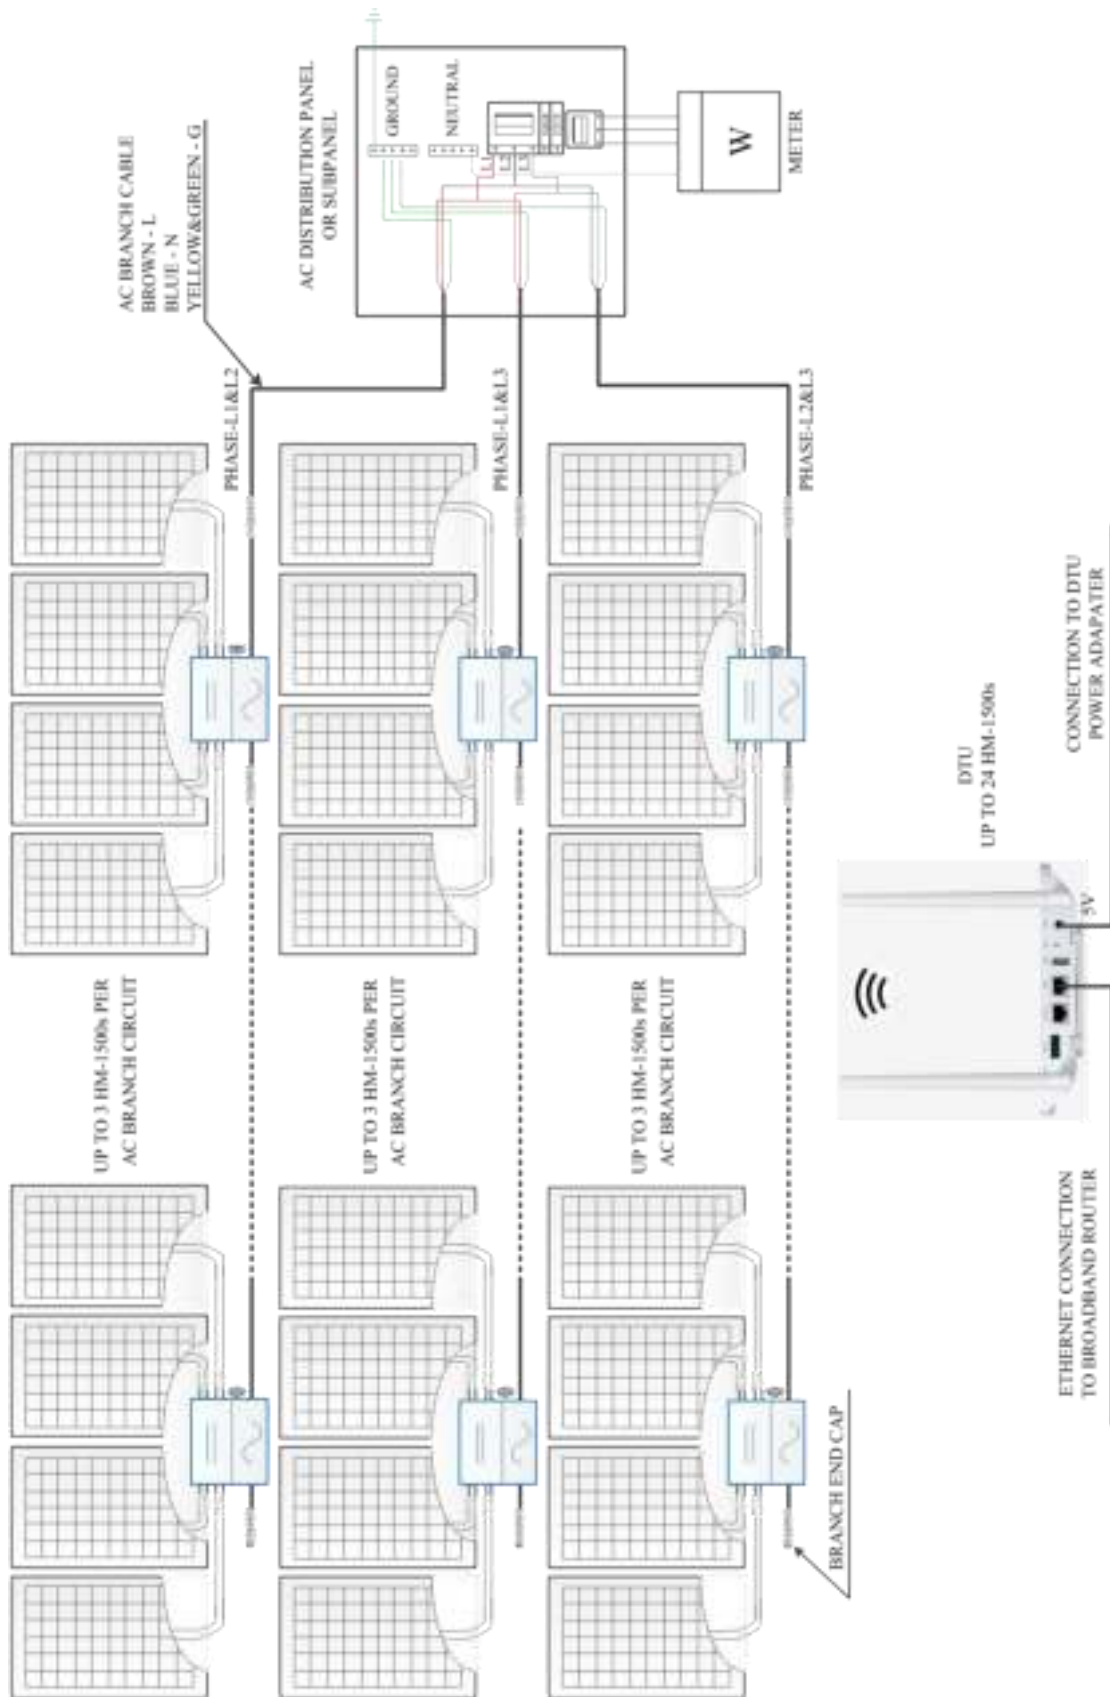 AC BRANCH CABLE
BROWN - L
BLUE - N
YELLOW&GREEN - G
AC DISTRIBUTION PANEL
OR SUBPANEL
GROUND
NEUTRAL
L1
L2
L3
W
METER
PHASE-L1&L2
PHASE-L1&L3
PHASE-L2&L3
UP TO 3 HM-1500s PER
AC BRANCH CIRCUIT
UP TO 3 HM-1500s PER
AC BRANCH CIRCUIT
UP TO 3 HM-1500s PER
AC BRANCH CIRCUIT
BRANCH END CAP
DTU
UP TO 24 HM-1500s
5V
CONNECTION TO DTU
POWER ADAPATER
ETHERNET CONNECTION
TO BROADBAND ROUTER